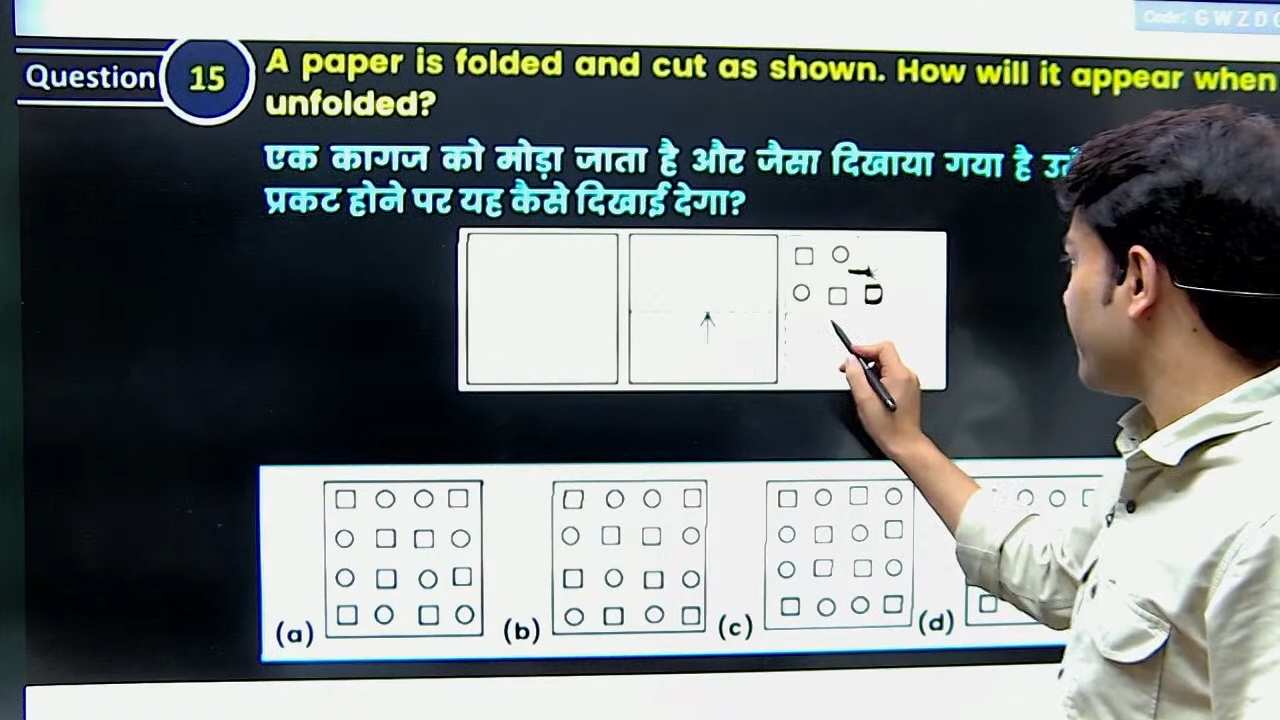 Code: GWZDO
Question 15
A paper is folded and cut as shown. How will it appear when
unfolded?
एक कागज को मोड़ा जाता है और जैसा दिखाया गया है
प्रकट होने पर यह कैसे दिखाई देगा?
(a) (b) (c) (d)